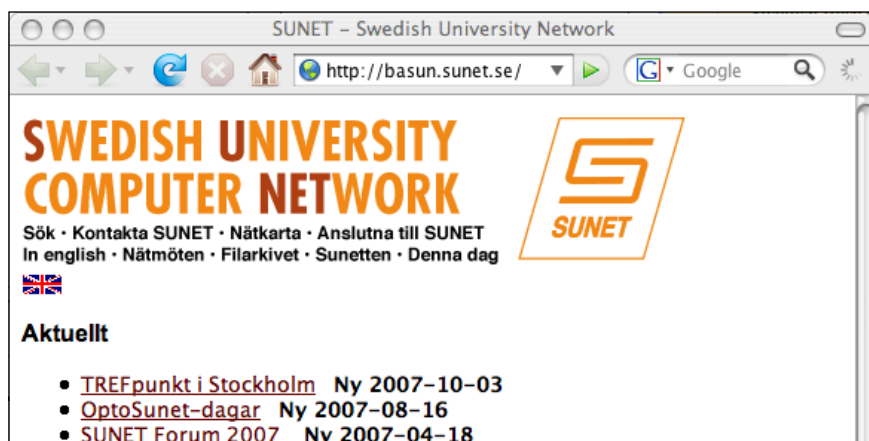 SUNET – Swedish University Network
http://basun.sunet.se/ G Google
SWEDISH UNIVERSITY
COMPUTER NETWORK
SUNET
Sök · Kontakta SUNET · Nätkarta · Anslutna till SUNET
In english · Nätmöten · Filarkivet · Sunetten · Denna dag
Aktuellt
• TREFpunkt i Stockholm Ny 2007-10-03
• OptoSunet-dagar Ny 2007-08-16
• SUNET Forum 2007 Ny 2007-04-18